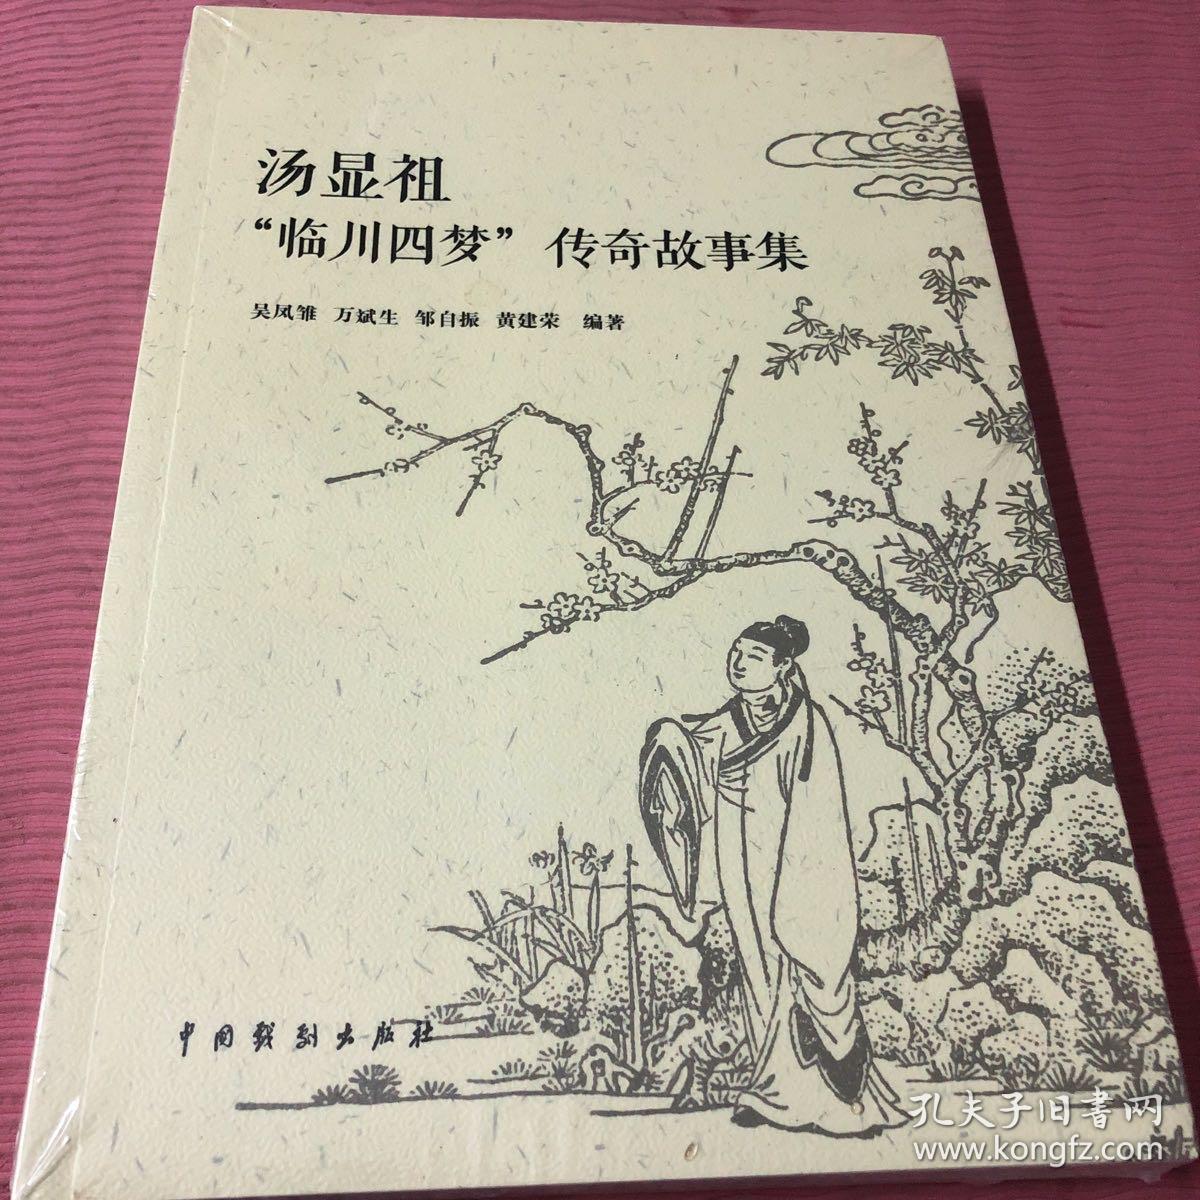 汤显祖
“临川四梦”传奇故事集
吴凤雏 万斌生 邹自振 黄建荣 编著
中国戏剧出版社
孔夫子旧书网
www.kongfz.com